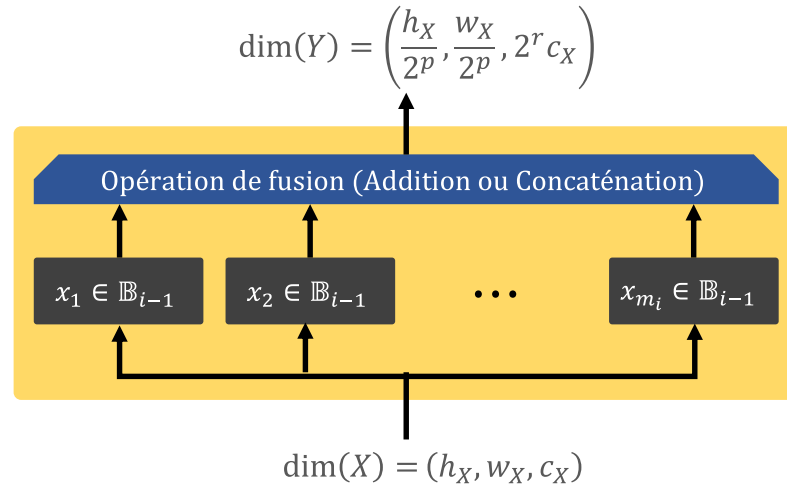 dim(Y) = (h_X/2^p, w_X/2^p, 2^r c_X)
Opération de fusion (Addition ou Concaténation)
x_1 ∈ 𝔹_{i−1} x_2 ∈ 𝔹_{i−1} ... x_{m_i} ∈ 𝔹_{i−1}
dim(X) = (h_X, w_X, c_X)